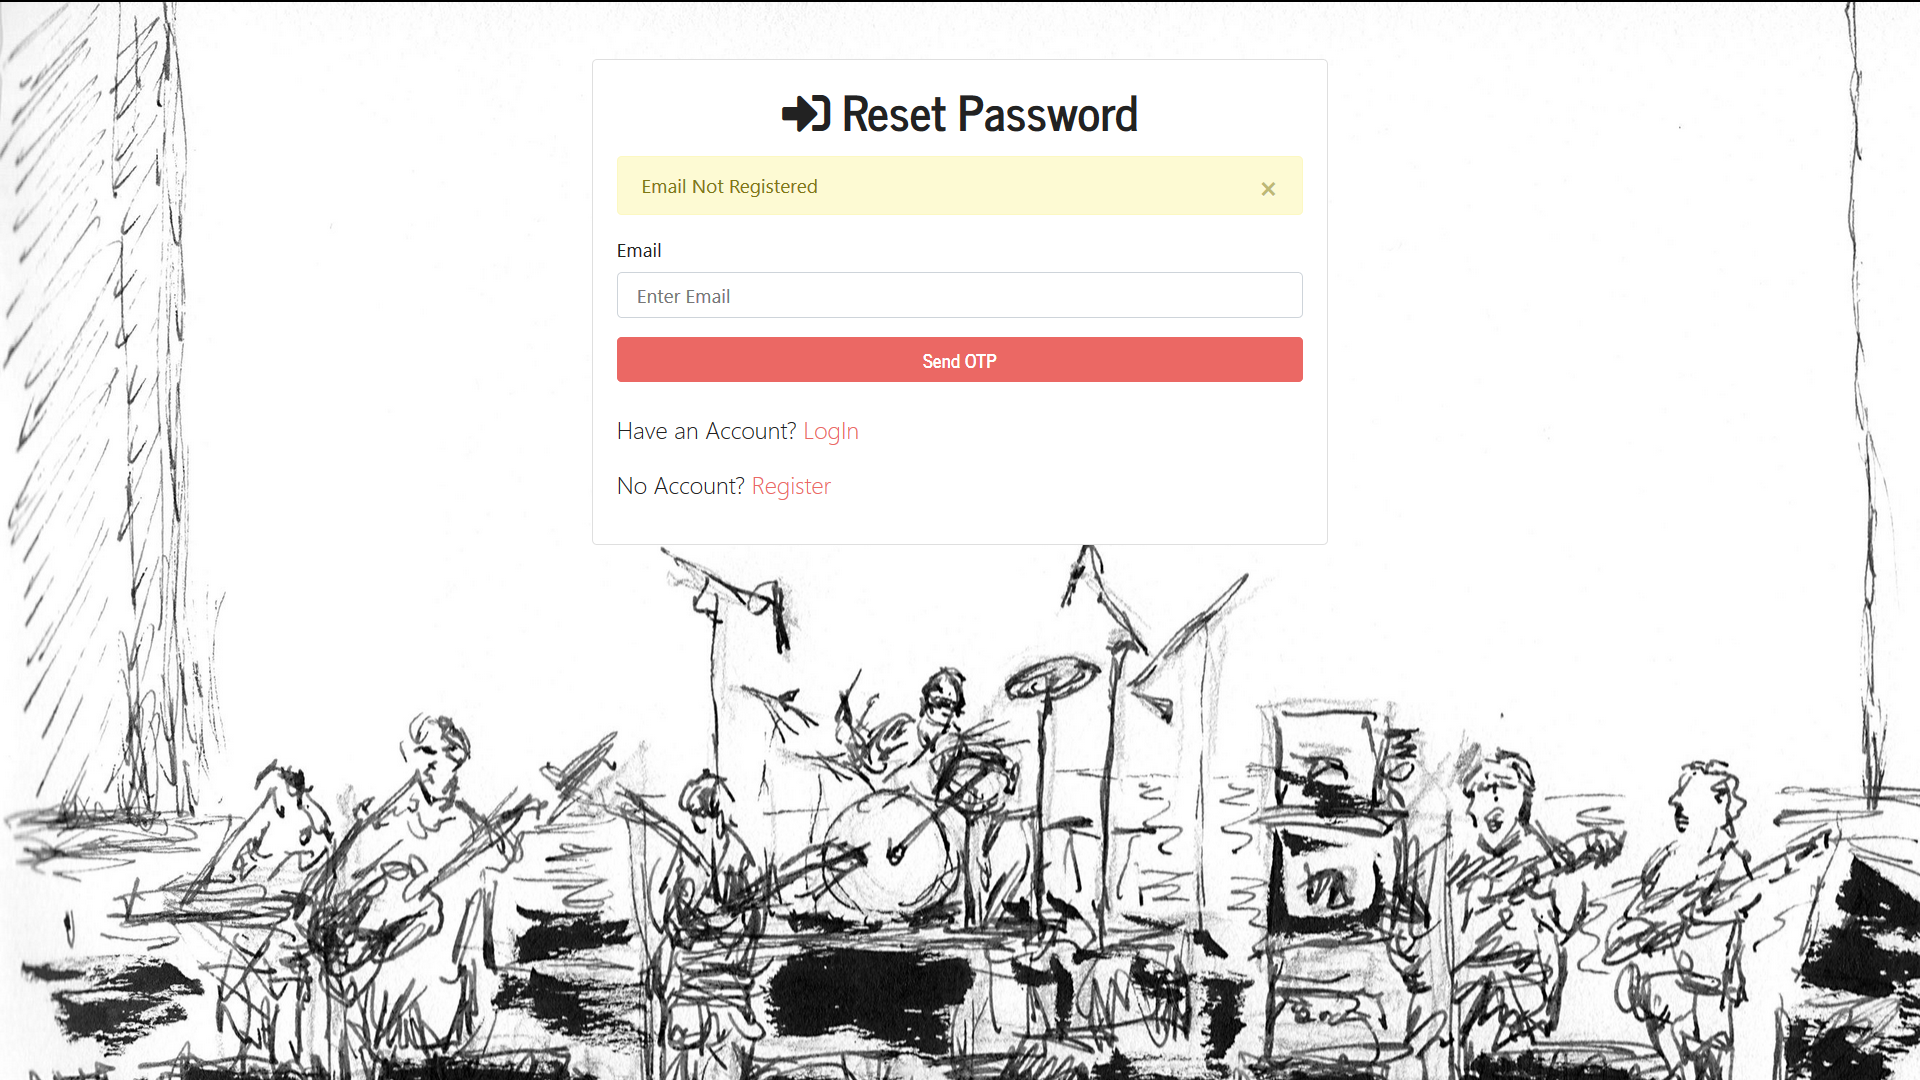 Reset Password
Email Not Registered ×
Email
Enter Email
Send OTP
Have an Account? LogIn
No Account? Register